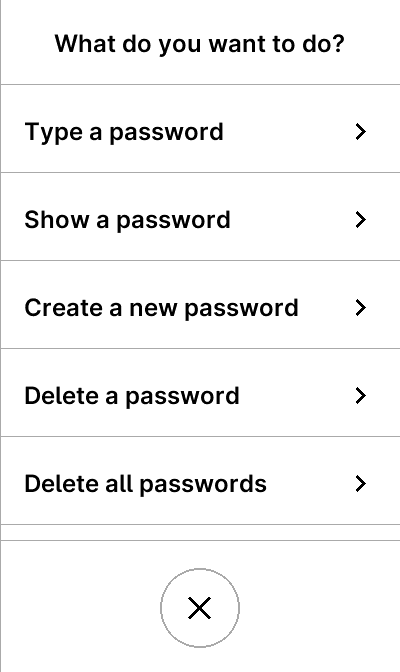 What do you want to do?
Type a password
Show a password
Create a new password
Delete a password
Delete all passwords